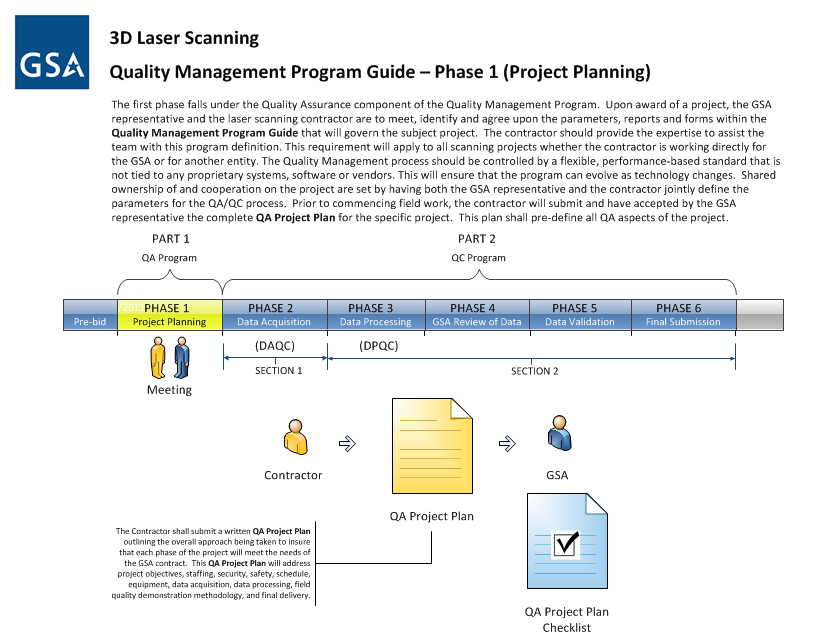 GSA
3D Laser Scanning
Quality Management Program Guide – Phase 1 (Project Planning)
The first phase falls under the Quality Assurance component of the Quality Management Program.  Upon award of a project, the GSA
representative and the laser scanning contractor are to meet, identify and agree upon the parameters, reports and forms within the
Quality Management Program Guide that will govern the subject project.  The contractor should provide the expertise to assist the
team with this program definition. This requirement will apply to all scanning projects whether the contractor is working directly for
the GSA or for another entity. The Quality Management process should be controlled by a flexible, performance-based standard that is
not tied to any proprietary systems, software or vendors. This will ensure that the program can evolve as technology changes.  Shared
ownership of and cooperation on the project are set by having both the GSA representative and the contractor jointly define the
parameters for the QA/QC process.  Prior to commencing field work, the contractor will submit and have accepted by the GSA
representative the complete QA Project Plan for the specific project.  This plan shall pre-define all QA aspects of the project.
PART 1
PART 2
QA Program
QC Program
PHASE 1
PHASE 2
PHASE 3
PHASE 4
PHASE 5
PHASE 6
Pre-bid
Project Planning
Data Acquisition
Data Processing
GSA Review of Data
Data Validation
Final Submission
(DAQC)
(DPQC)
SECTION 1
SECTION 2
Meeting
Contractor
GSA
QA Project Plan
The Contractor shall submit a written QA Project Plan
outlining the overall approach being taken to insure
that each phase of the project will meet the needs of
the GSA contract.  This QA Project Plan will address
project objectives, staffing, security, safety, schedule,
equipment, data acquisition, data processing, field
quality demonstration methodology, and final delivery.
QA Project Plan
Checklist